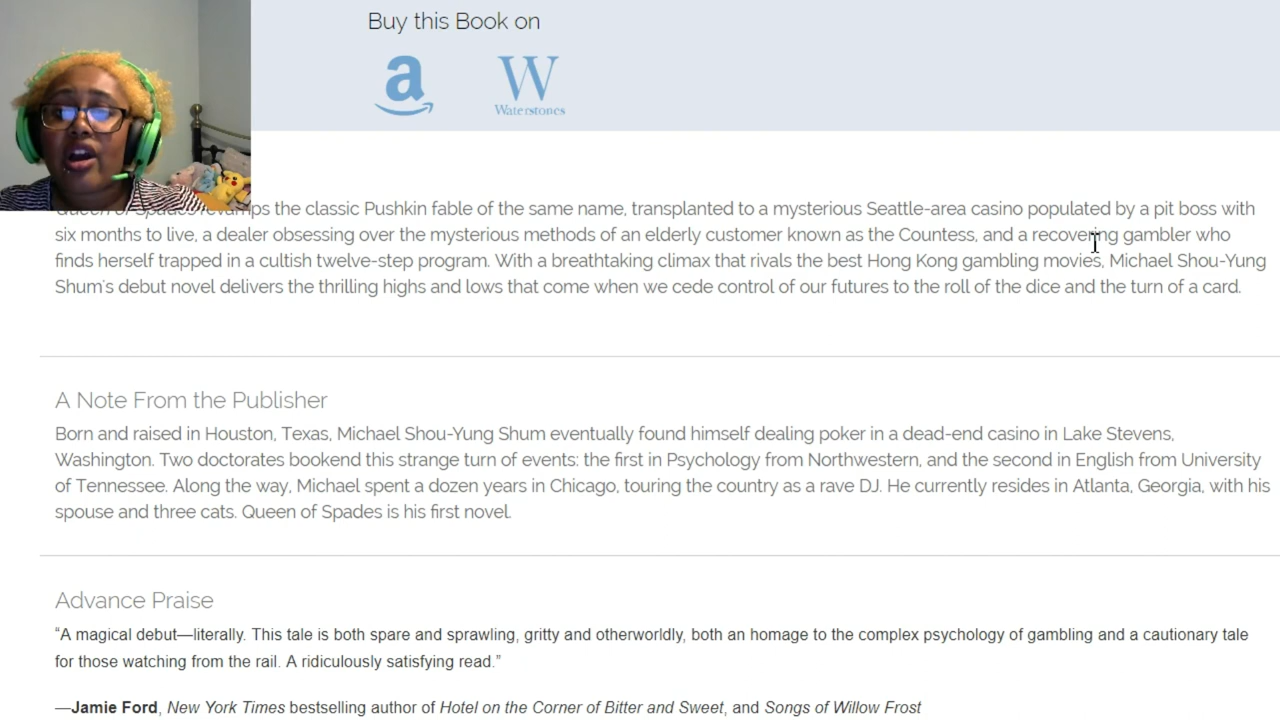 Buy this Book on
a
W
Waterstones
Queen of Spades revamps the classic Pushkin fable of the same name, transplanted to a mysterious Seattle-area casino populated by a pit boss with
six months to live, a dealer obsessing over the mysterious methods of an elderly customer known as the Countess, and a recovering gambler who
finds herself trapped in a cultish twelve-step program. With a breathtaking climax that rivals the best Hong Kong gambling movies, Michael Shou-Yung
Shum's debut novel delivers the thrilling highs and lows that come when we cede control of our futures to the roll of the dice and the turn of a card.
A Note From the Publisher
Born and raised in Houston, Texas, Michael Shou-Yung Shum eventually found himself dealing poker in a dead-end casino in Lake Stevens,
Washington. Two doctorates bookend this strange turn of events: the first in Psychology from Northwestern, and the second in English from University
of Tennessee. Along the way, Michael spent a dozen years in Chicago, touring the country as a rave DJ. He currently resides in Atlanta, Georgia, with his
spouse and three cats. Queen of Spades is his first novel.
Advance Praise
“A magical debut—literally. This tale is both spare and sprawling, gritty and otherworldly, both an homage to the complex psychology of gambling and a cautionary tale
for those watching from the rail. A ridiculously satisfying read.”
—Jamie Ford, New York Times bestselling author of Hotel on the Corner of Bitter and Sweet, and Songs of Willow Frost